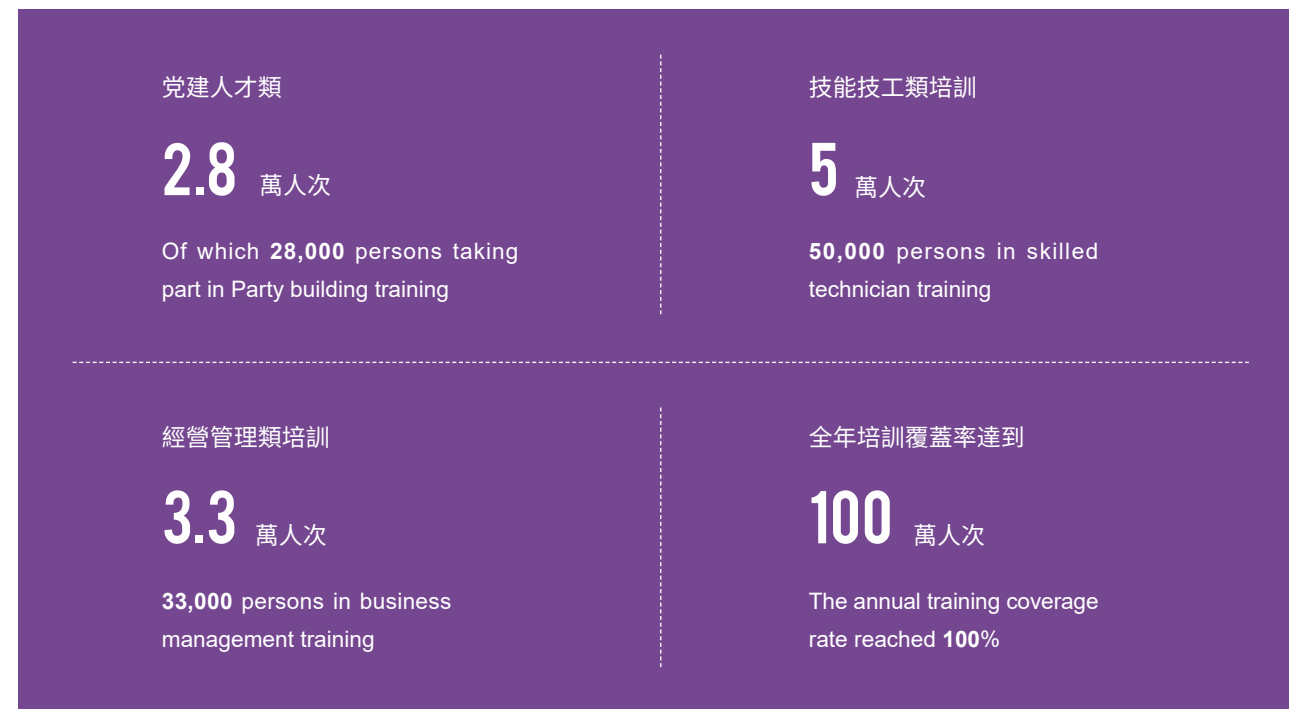 党建人才類
2.8 萬人次
Of which 28,000 persons taking
part in Party building training
技能技工類培訓
5 萬人次
50,000 persons in skilled
technician training
經營管理類培訓
3.3 萬人次
33,000 persons in business
management training
全年培訓覆蓋率達到
100 萬人次
The annual training coverage
rate reached 100%